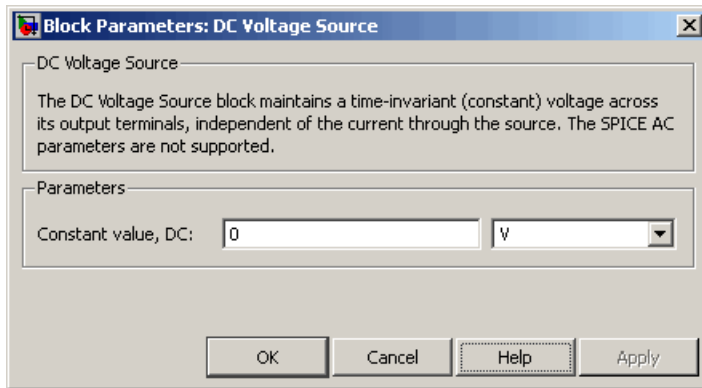 Block Parameters: DC Voltage Source
DC Voltage Source
The DC Voltage Source block maintains a time-invariant (constant) voltage across
its output terminals, independent of the current through the source. The SPICE AC
parameters are not supported.
Parameters
Constant value, DC: 0 V
OK Cancel Help Apply